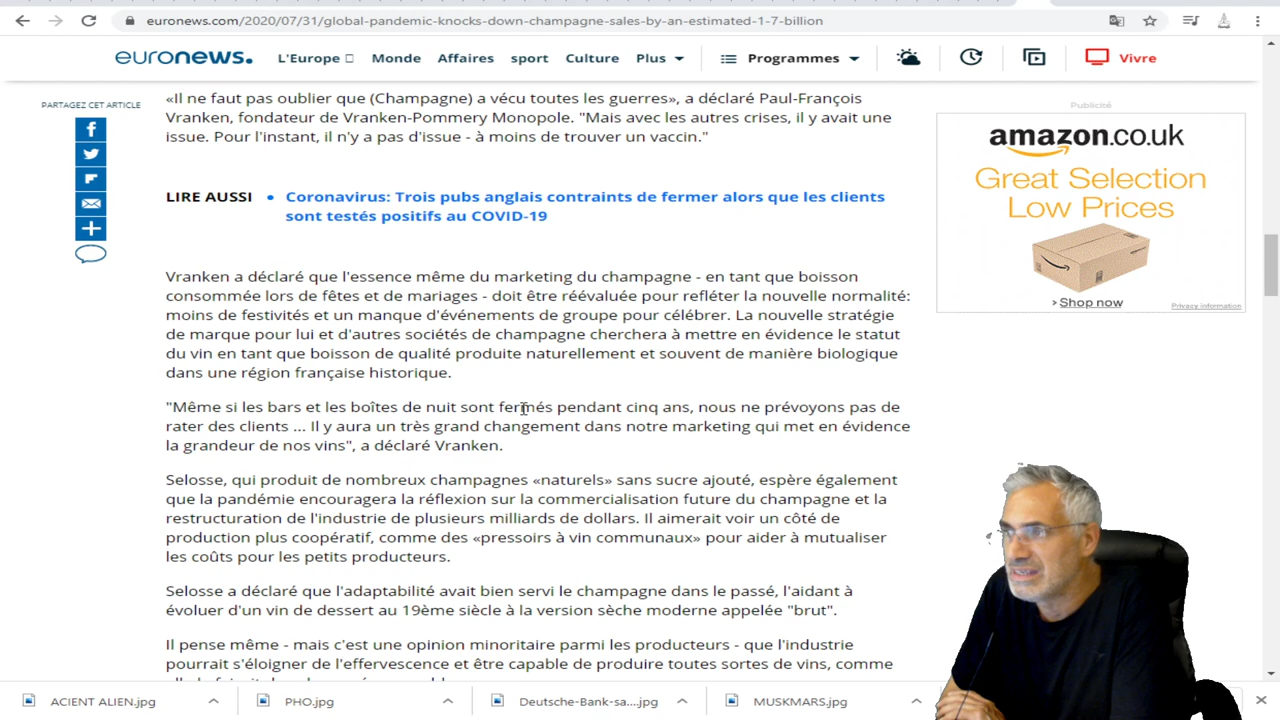 euronews.com/2020/07/31/global-pandemic-knocks-down-champagne-sales-by-an-estimated-1-7-billion
euronews.
L'Europe
Monde
Affaires
sport
Culture
Plus
Programmes
Vivre
PARTAGEZ CET ARTICLE
«Il ne faut pas oublier que (Champagne) a vécu toutes les guerres», a déclaré Paul-François
Vranken, fondateur de Vranken-Pommery Monopole. "Mais avec les autres crises, il y avait une
issue. Pour l'instant, il n'y a pas d'issue - à moins de trouver un vaccin."
LIRE AUSSI • Coronavirus: Trois pubs anglais contraints de fermer alors que les clients
sont testés positifs au COVID-19
Vranken a déclaré que l'essence même du marketing du champagne - en tant que boisson
consommée lors de fêtes et de mariages - doit être réévaluée pour refléter la nouvelle normalité:
moins de festivités et un manque d'événements de groupe pour célébrer. La nouvelle stratégie
de marque pour lui et d'autres sociétés de champagne cherchera à mettre en évidence le statut
du vin en tant que boisson de qualité produite naturellement et souvent de manière biologique
dans une région française historique.
"Même si les bars et les boîtes de nuit sont fermés pendant cinq ans, nous ne prévoyons pas de
rater des clients ... Il y aura un très grand changement dans notre marketing qui met en évidence
la grandeur de nos vins", a déclaré Vranken.
Selosse, qui produit de nombreux champagnes «naturels» sans sucre ajouté, espère également
que la pandémie encouragera la réflexion sur la commercialisation future du champagne et la
restructuration de l'industrie de plusieurs milliards de dollars. Il aimerait voir un côté de
production plus coopératif, comme des «pressoirs à vin communaux» pour aider à mutualiser
les coûts pour les petits producteurs.
Selosse a déclaré que l'adaptabilité avait bien servi le champagne dans le passé, l'aidant à
évoluer d'un vin de dessert au 19ème siècle à la version sèche moderne appelée "brut".
Il pense même - mais c'est une opinion minoritaire parmi les producteurs - que l'industrie
pourrait s'éloigner de l'effervescence et être capable de produire toutes sortes de vins, comme
Publicité
amazon.co.uk
Great Selection
Low Prices
› Shop now
Privacy information
ACIENT ALIEN.jpg
PHO.jpg
Deutsche-Bank-sa....jpg
MUSKMARS.jpg